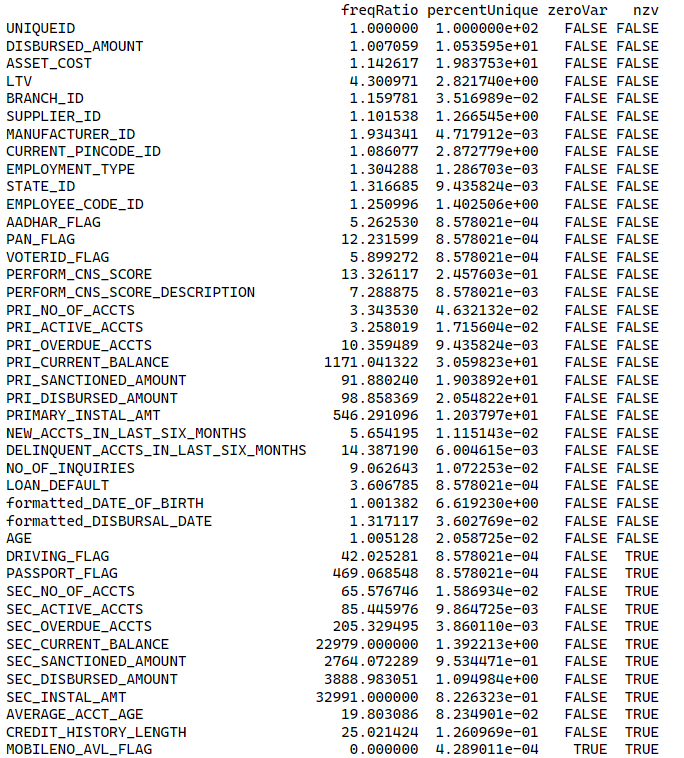 freqRatio percentUnique zeroVar nzv
UNIQUEID 1.000000 1.000000e+02 FALSE FALSE
DISBURSED_AMOUNT 1.007059 1.053595e+01 FALSE FALSE
ASSET_COST 1.142617 1.983753e+01 FALSE FALSE
LTV 4.300971 2.821740e+00 FALSE FALSE
BRANCH_ID 1.159781 3.516989e-02 FALSE FALSE
SUPPLIER_ID 1.101538 1.266545e+00 FALSE FALSE
MANUFACTURER_ID 1.934341 4.717912e-03 FALSE FALSE
CURRENT_PINCODE_ID 1.086077 2.872779e+00 FALSE FALSE
EMPLOYMENT_TYPE 1.304288 1.286703e-03 FALSE FALSE
STATE_ID 1.316685 9.435824e-03 FALSE FALSE
EMPLOYEE_CODE_ID 1.250996 1.402506e+00 FALSE FALSE
AADHAR_FLAG 5.262530 8.578021e-04 FALSE FALSE
PAN_FLAG 12.231599 8.578021e-04 FALSE FALSE
VOTERID_FLAG 5.899272 8.578021e-04 FALSE FALSE
PERFORM_CNS_SCORE 13.326117 2.457603e-01 FALSE FALSE
PERFORM_CNS_SCORE_DESCRIPTION 7.288875 8.578021e-03 FALSE FALSE
PRI_NO_OF_ACCTS 3.343530 4.632132e-02 FALSE FALSE
PRI_ACTIVE_ACCTS 3.258019 1.715604e-02 FALSE FALSE
PRI_OVERDUE_ACCTS 10.359489 9.435824e-03 FALSE FALSE
PRI_CURRENT_BALANCE 1171.041322 3.059823e+01 FALSE FALSE
PRI_SANCTIONED_AMOUNT 91.880240 1.903892e+01 FALSE FALSE
PRI_DISBURSED_AMOUNT 98.858369 2.054822e+01 FALSE FALSE
PRIMARY_INSTAL_AMT 546.291096 1.203797e+01 FALSE FALSE
NEW_ACCTS_IN_LAST_SIX_MONTHS 5.654195 1.115143e-02 FALSE FALSE
DELINQUENT_ACCTS_IN_LAST_SIX_MONTHS 14.387190 6.004615e-03 FALSE FALSE
NO_OF_INQUIRIES 9.062643 1.072253e-02 FALSE FALSE
LOAN_DEFAULT 3.606785 8.578021e-04 FALSE FALSE
formatted_DATE_OF_BIRTH 1.001382 6.619230e+00 FALSE FALSE
formatted_DISBURSAL_DATE 1.317117 3.602769e-02 FALSE FALSE
AGE 1.005128 2.058725e-02 FALSE FALSE
DRIVING_FLAG 42.025281 8.578021e-04 FALSE TRUE
PASSPORT_FLAG 469.068548 8.578021e-04 FALSE TRUE
SEC_NO_OF_ACCTS 65.576746 1.586934e-02 FALSE TRUE
SEC_ACTIVE_ACCTS 85.445976 9.864725e-03 FALSE TRUE
SEC_OVERDUE_ACCTS 205.329495 3.860110e-03 FALSE TRUE
SEC_CURRENT_BALANCE 22979.000000 1.392213e+00 FALSE TRUE
SEC_SANCTIONED_AMOUNT 2764.072289 9.534471e-01 FALSE TRUE
SEC_DISBURSED_AMOUNT 3888.983051 1.094984e+00 FALSE TRUE
SEC_INSTAL_AMT 32991.000000 8.226323e-01 FALSE TRUE
AVERAGE_ACCT_AGE 19.803086 8.234901e-02 FALSE TRUE
CREDIT_HISTORY_LENGTH 25.021424 1.260969e-01 FALSE TRUE
MOBILENO_AVL_FLAG 0.000000 4.289011e-04 TRUE TRUE